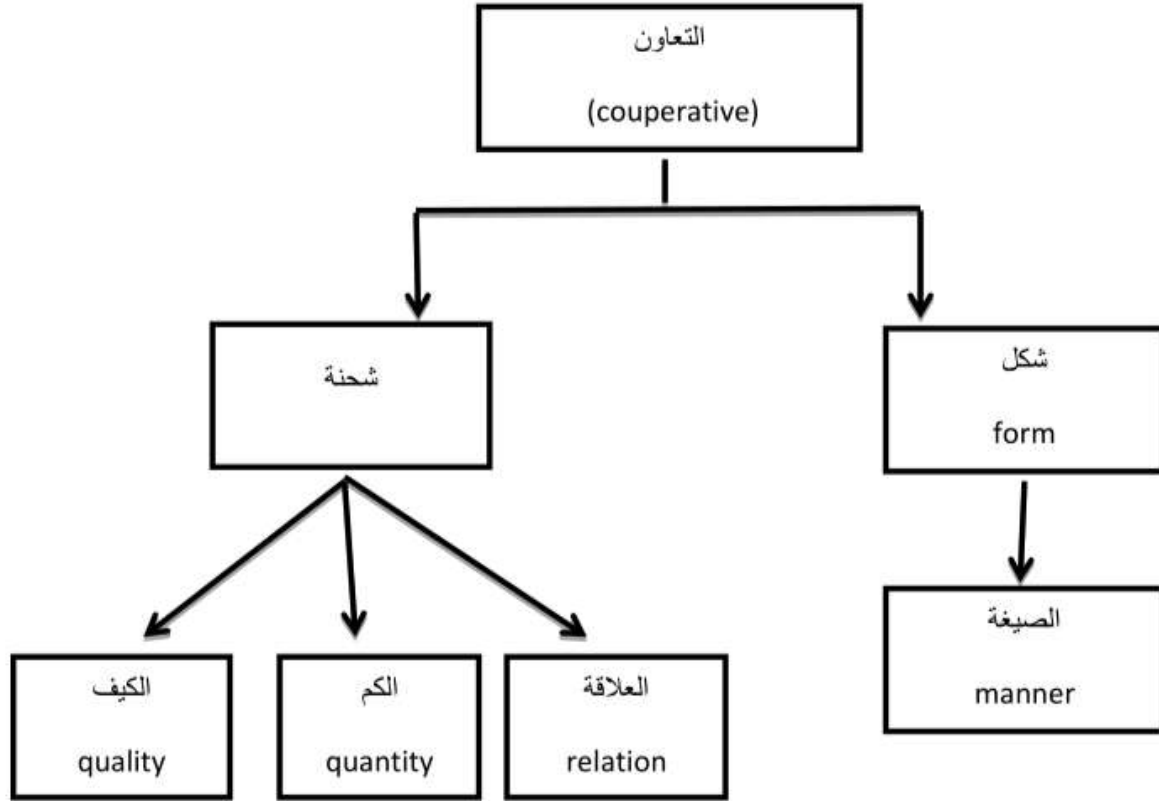 التعاون
(couperative)
شحنة
شكل
form
الكيف
quality
الكم
quantity
العلاقة
relation
الصيغة
manner